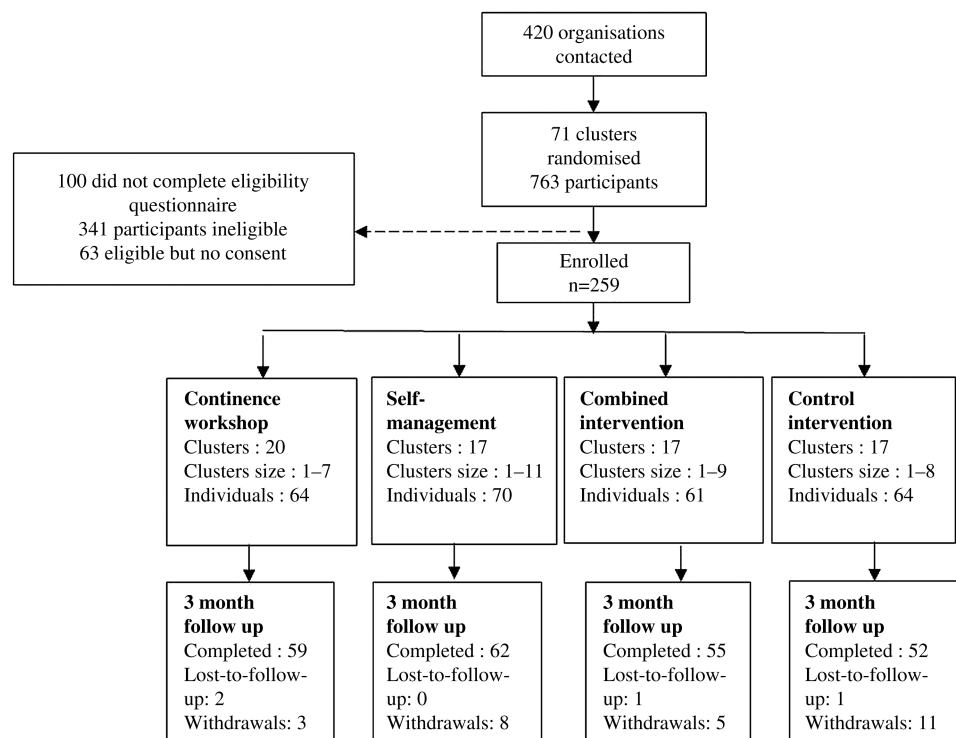 420 organisations
contacted
71 clusters
randomised
763 participants
100 did not complete eligibility
questionnaire
341 participants ineligible
63 eligible but no consent
Enrolled
n=259
Continence
workshop
Clusters : 20
Clusters size : 1–7
Individuals : 64
Self-
management
Clusters : 17
Clusters size : 1–11
Individuals : 70
Combined
intervention
Clusters : 17
Clusters size : 1–9
Individuals : 61
Control
intervention
Clusters : 17
Clusters size : 1–8
Individuals : 64
3 month
follow up
Completed : 59
Lost-to-follow-
up: 2
Withdrawals: 3
3 month
follow up
Completed : 62
Lost-to-follow-
up: 0
Withdrawals: 8
3 month
follow up
Completed : 55
Lost-to-follow-
up: 1
Withdrawals: 5
3 month
follow up
Completed : 52
Lost-to-follow-
up: 1
Withdrawals: 11